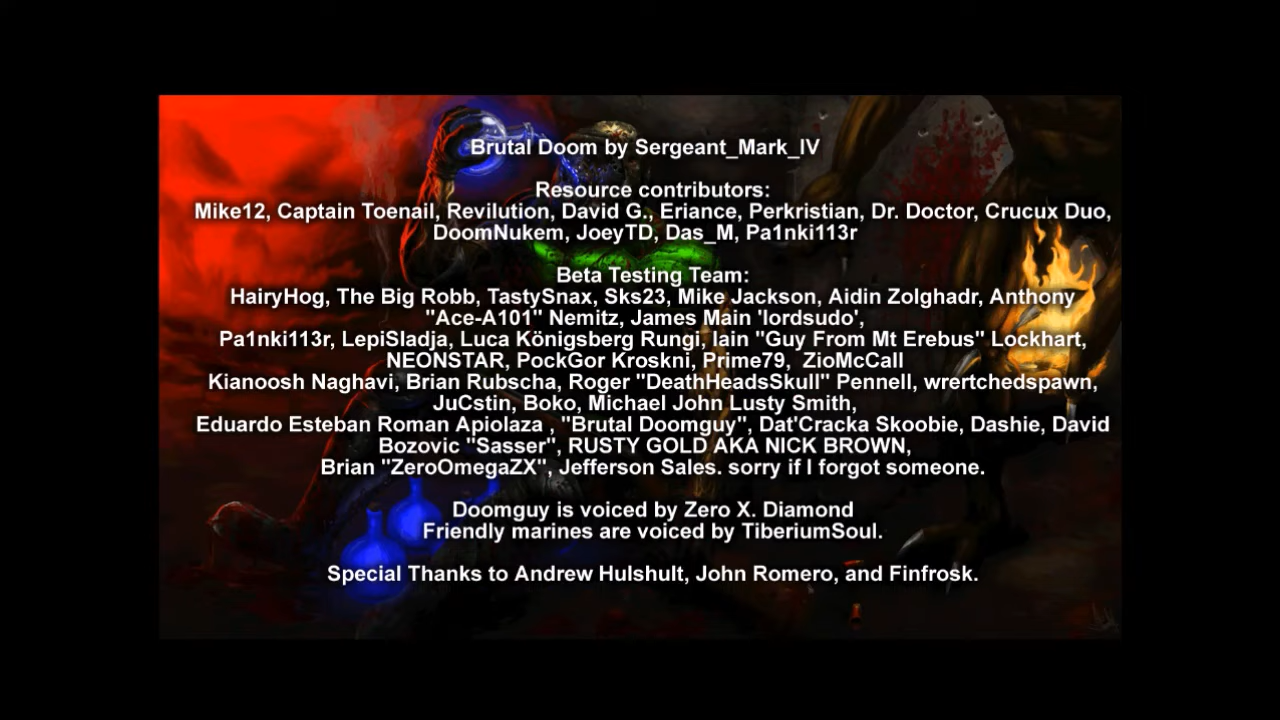 Brutal Doom by Sergeant_Mark_IV
Resource contributors:
Mike12, Captain Toenail, Revilution, David G., Eriance, Perkristian, Dr. Doctor, Crucux Duo,
DoomNukem, JoeyTD, Das_M, Pa1nki113r
Beta Testing Team:
HairyHog, The Big Robb, TastySnax, Sks23, Mike Jackson, Aidin Zolghadr, Anthony
"Ace-A101" Nemitz, James Main 'lordsudo',
Pa1nki113r, LepiSladja, Luca Königsberg Rungi, Iain "Guy From Mt Erebus" Lockhart,
NEONSTAR, PockGor Kroskni, Prime79,  ZioMcCall
Kianoosh Naghavi, Brian Rubscha, Roger "DeathHeadsSkull" Pennell, wrertchedspawn,
JuCstin, Boko, Michael John Lusty Smith,
Eduardo Esteban Roman Apiolaza , "Brutal Doomguy", Dat'Cracka Skoobie, Dashie, David
Bozovic "Sasser", RUSTY GOLD AKA NICK BROWN,
Brian "ZeroOmegaZX", Jefferson Sales. sorry if I forgot someone.
Doomguy is voiced by Zero X. Diamond
Friendly marines are voiced by TiberiumSoul.
Special Thanks to Andrew Hulshult, John Romero, and Finfrosk.